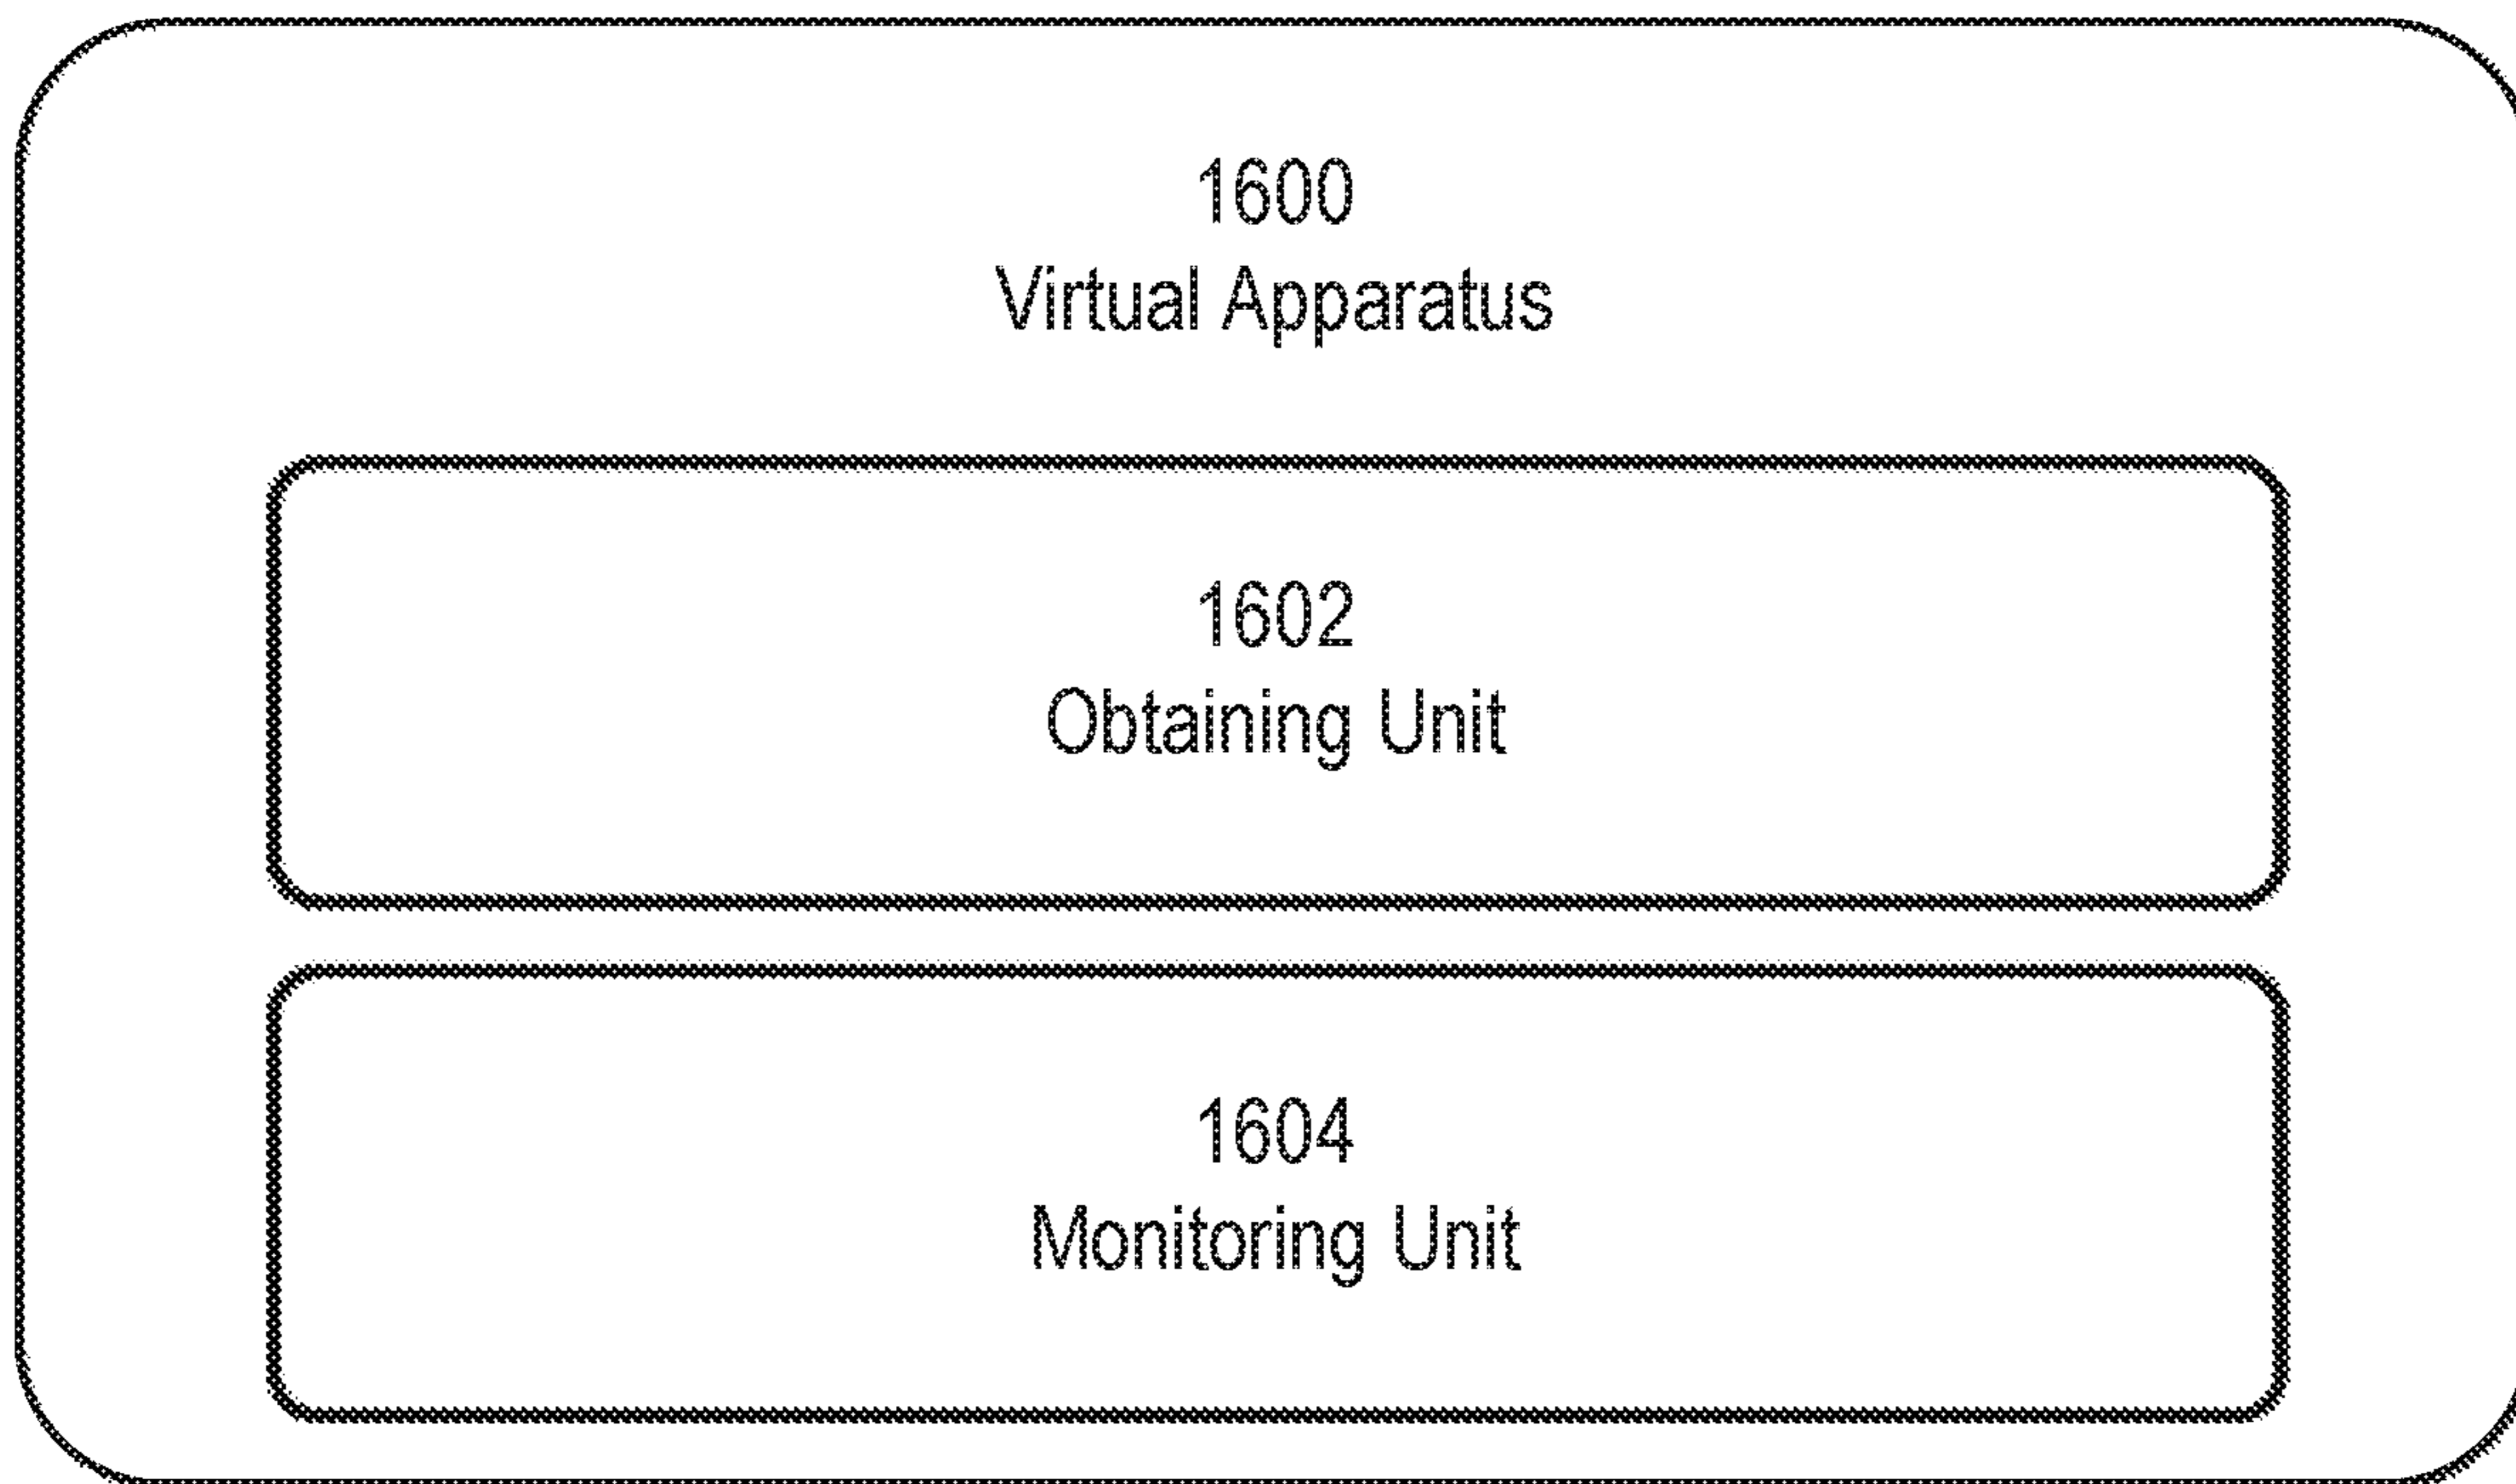 1600
Virtual Apparatus
1602
Obtaining Unit
1604
Monitoring Unit